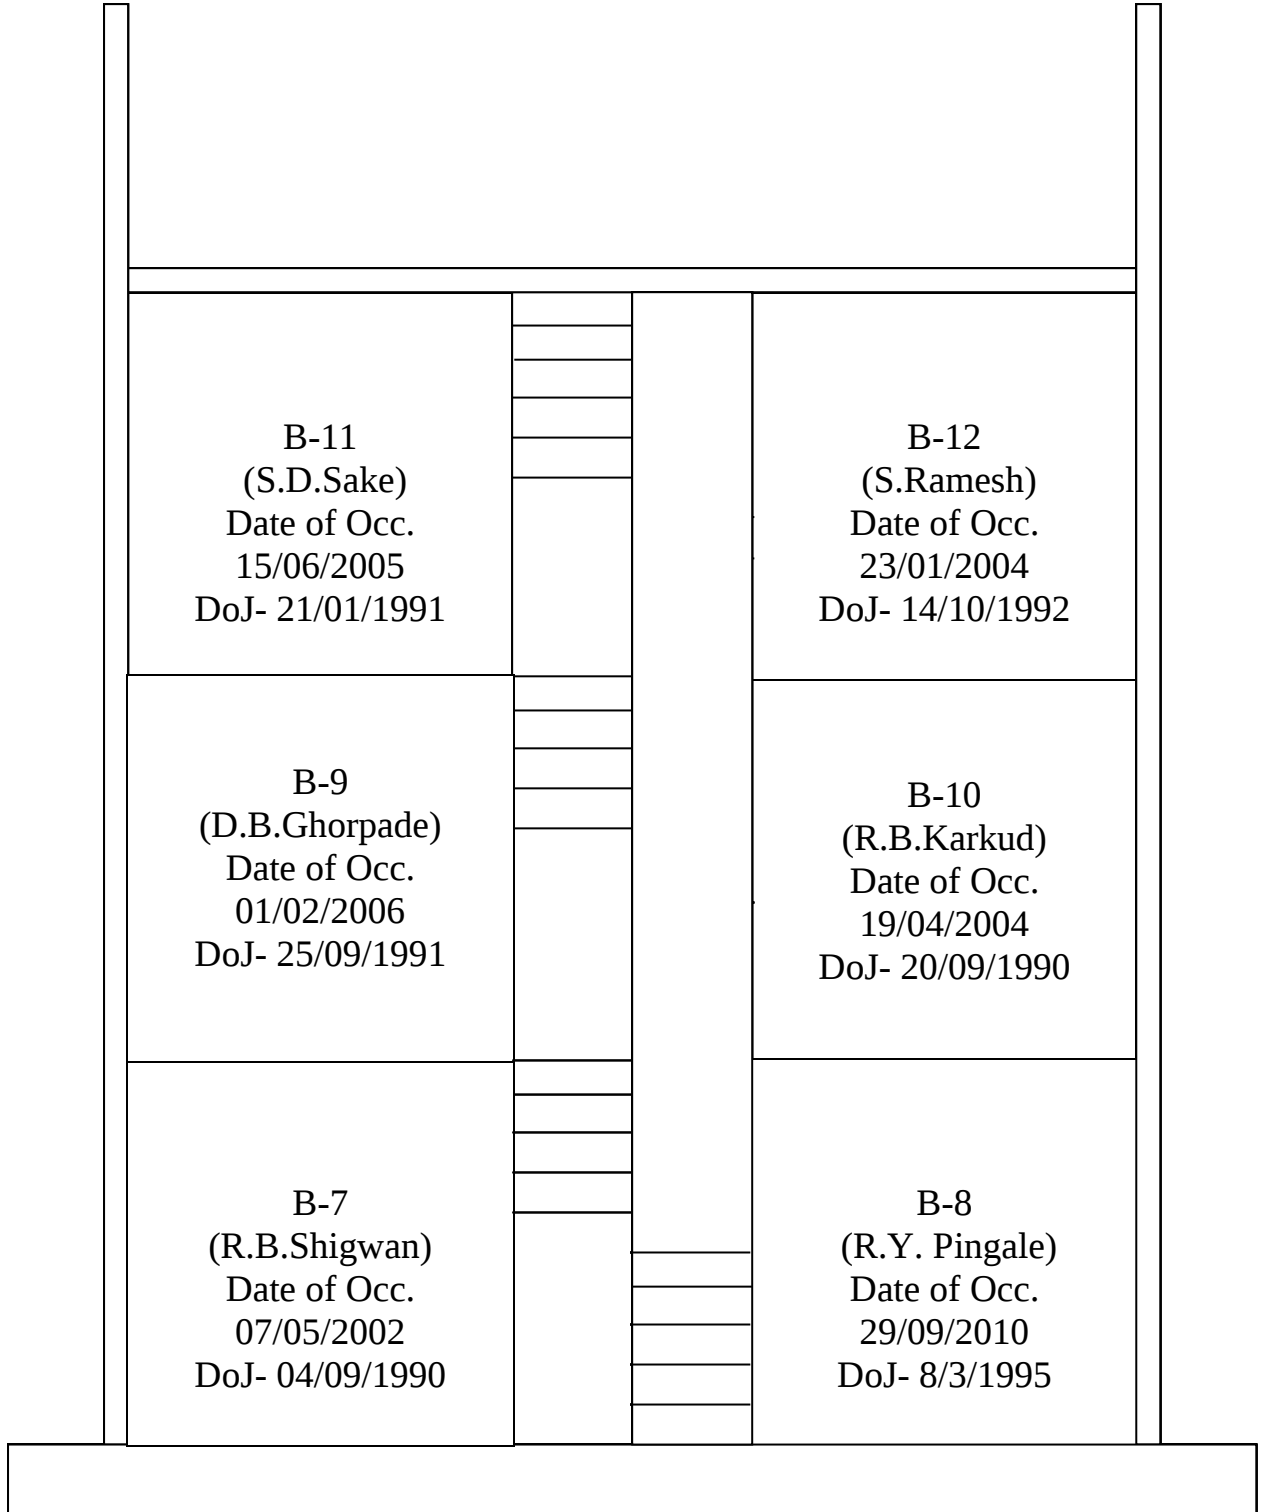 B-11
(S.D.Sake)
Date of Occ.
15/06/2005
DoJ- 21/01/1991
B-12
(S.Ramesh)
Date of Occ.
23/01/2004
DoJ- 14/10/1992
B-9
(D.B.Ghorpade)
Date of Occ.
01/02/2006
DoJ- 25/09/1991
B-10
(R.B.Karkud)
Date of Occ.
19/04/2004
DoJ- 20/09/1990
B-7
(R.B.Shigwan)
Date of Occ.
07/05/2002
DoJ- 04/09/1990
B-8
(R.Y. Pingale)
Date of Occ.
29/09/2010
DoJ- 8/3/1995